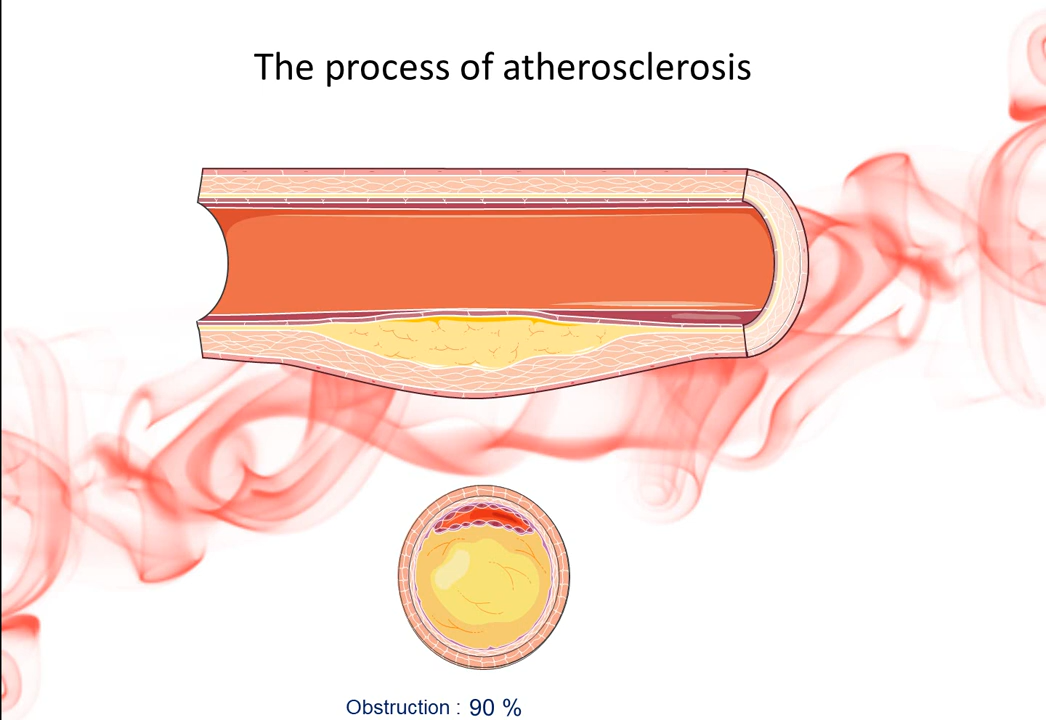 The process of atherosclerosis
Obstruction : 90 %